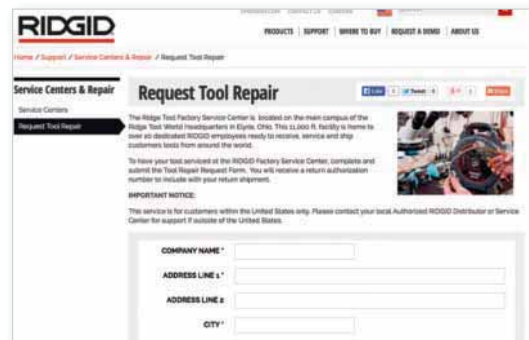 RIDGID
CONTACT US CAREERS
PRODUCTS SUPPORT WHERE TO BUY REQUEST A DEMO ABOUT US
Home / Support / Service Centers & Repair / Request Tool Repair
Service Centers & Repair
Service Centers
Request Tool Repair
Request Tool Repair
Like Tweet Share
The Ridge Tool Factory Service Center is located on the main campus of the
Ridge Tool World Headquarters in Elyria, Ohio. This 11,000 ft. facility is home to
over 10 dedicated RIDGID employees ready to receive, service and ship
customers tools from around the world.
To have your tool serviced at the RIDGID Factory Service Center, complete and
submit the Tool Repair Request Form. You will receive a return authorization
number to include with your return shipment.
IMPORTANT NOTICE:
This service is for customers within the United States only. Please contact your local Authorized RIDGID Distributor or Service
Center for support if outside of the United States.
COMPANY NAME *
ADDRESS LINE 1 *
ADDRESS LINE 2
CITY *